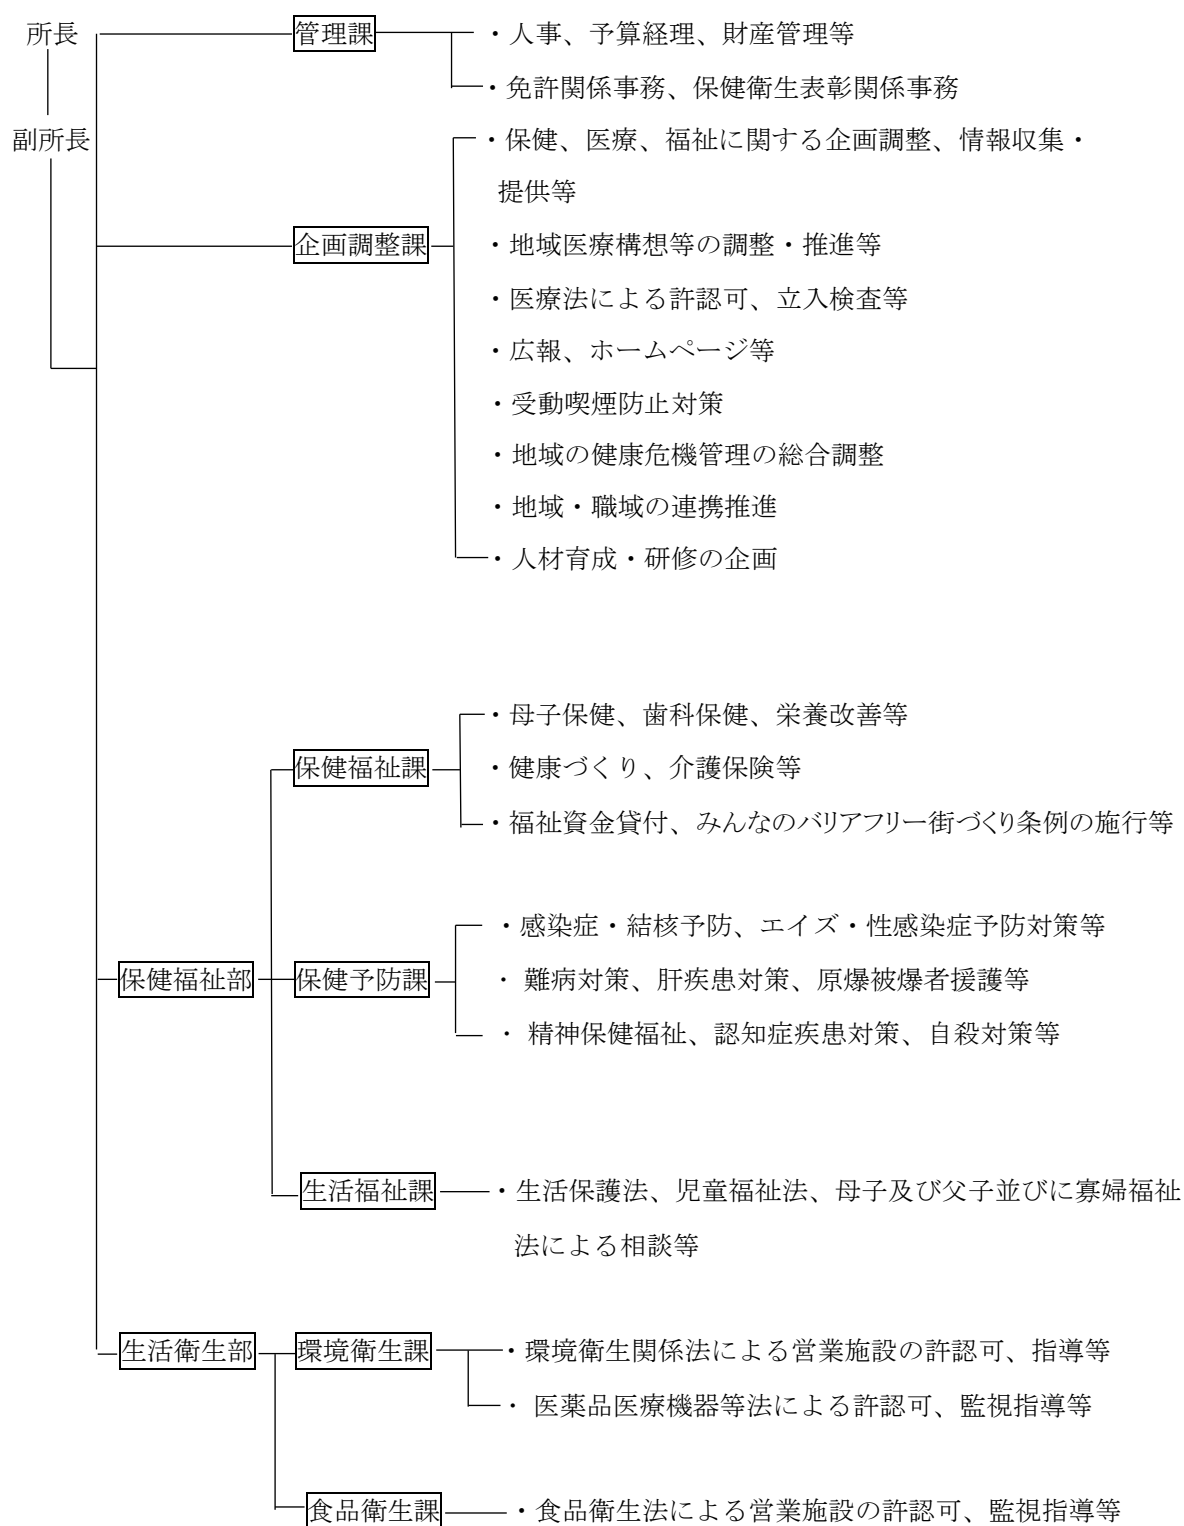 所長
管理課
・人事、予算経理、財産管理等
・免許関係事務、保健衛生表彰関係事務
副所長
・保健、医療、福祉に関する企画調整、情報収集・
提供等
企画調整課
・地域医療構想等の調整・推進等
・医療法による許認可、立入検査等
・広報、ホームページ等
・受動喫煙防止対策
・地域の健康危機管理の総合調整
・地域・職域の連携推進
・人材育成・研修の企画
・母子保健、歯科保健、栄養改善等
保健福祉課
・健康づくり、介護保険等
・福祉資金貸付、みんなのバリアフリー街づくり条例の施行等
・感染症・結核予防、エイズ・性感染症予防対策等
保健福祉部
保健予防課
・ 難病対策、肝疾患対策、原爆被爆者援護等
・ 精神保健福祉、認知症疾患対策、自殺対策等
生活福祉課
・生活保護法、児童福祉法、母子及び父子並びに寡婦福祉
法による相談等
生活衛生部
環境衛生課
・環境衛生関係法による営業施設の許認可、指導等
・ 医薬品医療機器等法による許認可、監視指導等
食品衛生課
・食品衛生法による営業施設の許認可、監視指導等